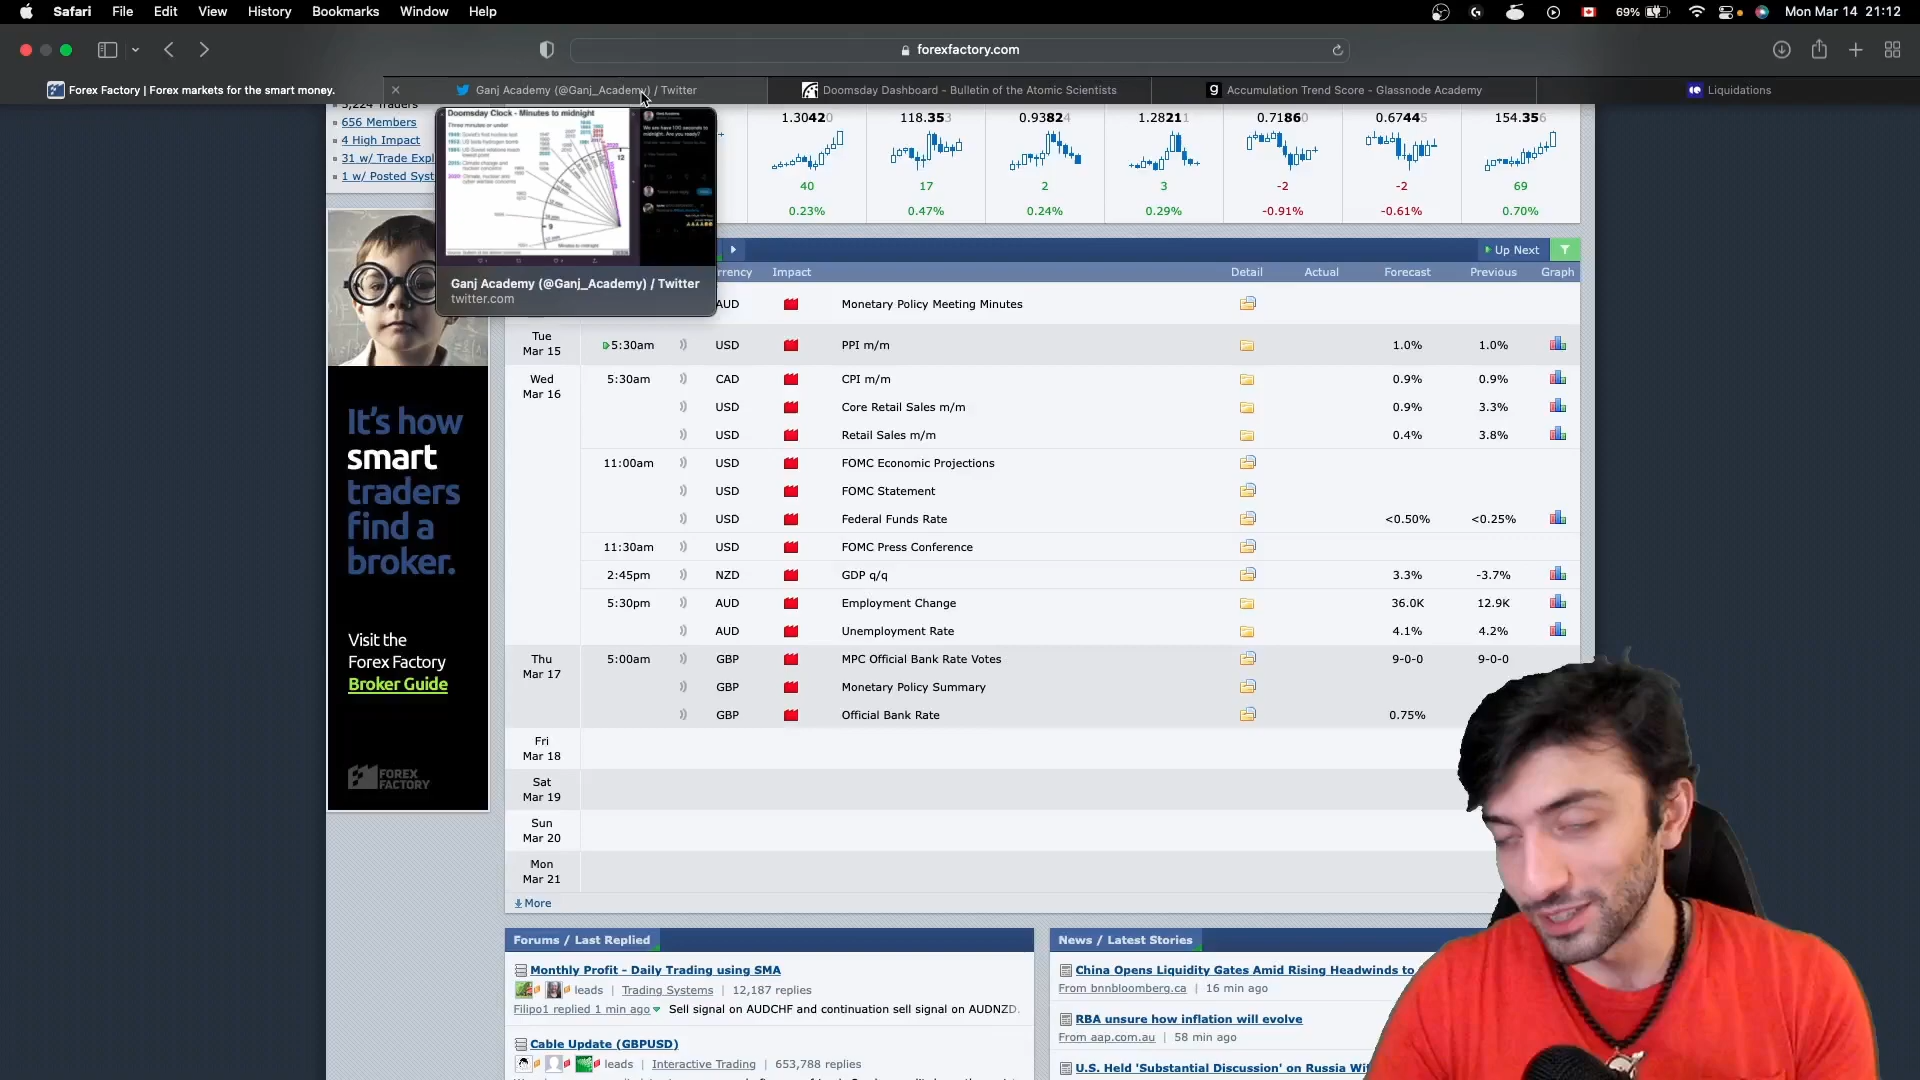 Safari File Edit View History Bookmarks Window Help
69% Mon Mar 14 21:12
forexfactory.com
Forex Factory | Forex markets for the smart money.
Ganj Academy (@Ganj_Academy) / Twitter
Doomsday Dashboard - Bulletin of the Atomic Scientists
Accumulation Trend Score - Glassnode Academy
Liquidations
3,224 Traders
656 Members
4 High Impact
31 w/ Trade Expl
1 w/ Posted Syst
Doomsday Clock - Minutes to midnight
Ganj Academy (@Ganj_Academy) / Twitter
twitter.com
1.30420 118.353 0.93824 1.28211 0.71860 0.67445 154.356
40 17 2 3 -2 -2 69
0.23% 0.47% 0.24% 0.29% -0.91% -0.61% 0.70%
Up Next
rrency Impact Detail Actual Forecast Previous Graph
AUD Monetary Policy Meeting Minutes
Tue
Mar 15
5:30am USD PPI m/m 1.0% 1.0%
Wed
Mar 16
5:30am CAD CPI m/m 0.9% 0.9%
USD Core Retail Sales m/m 0.9% 3.3%
USD Retail Sales m/m 0.4% 3.8%
11:00am USD FOMC Economic Projections
USD FOMC Statement
USD Federal Funds Rate <0.50% <0.25%
11:30am USD FOMC Press Conference
2:45pm NZD GDP q/q 3.3% -3.7%
5:30pm AUD Employment Change 36.0K 12.9K
AUD Unemployment Rate 4.1% 4.2%
Thu
Mar 17
5:00am GBP MPC Official Bank Rate Votes 9-0-0 9-0-0
GBP Monetary Policy Summary
GBP Official Bank Rate 0.75%
Fri
Mar 18
Sat
Mar 19
Sun
Mar 20
Mon
Mar 21
More
It's how
smart
traders
find a
broker.
Visit the
Forex Factory
Broker Guide
FOREX
FACTORY
Forums / Last Replied
Monthly Profit - Daily Trading using SMA
leads | Trading Systems | 12,187 replies
Filipo1 replied 1 min ago Sell signal on AUDCHF and continuation sell signal on AUDNZD.
Cable Update (GBPUSD)
leads | Interactive Trading | 653,788 replies
News / Latest Stories
China Opens Liquidity Gates Amid Rising Headwinds to
From bnnbloomberg.ca | 16 min ago
RBA unsure how inflation will evolve
From aap.com.au | 58 min ago
U.S. Held 'Substantial Discussion' on Russia Wit